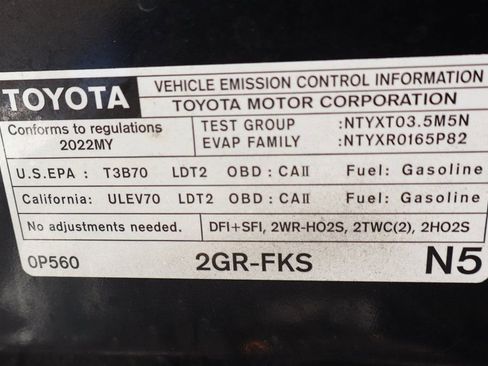 TOYOTA
VEHICLE EMISSION CONTROL INFORMATION
TOYOTA MOTOR CORPORATION
Conforms to regulations
2022MY
TEST GROUP :NTYXT03.5M5N
EVAP FAMILY :NTYXR0165P82
U.S.EPA : T3B70 LDT2 OBD : CAII Fuel: Gasoline
California: ULEV70 LDT2 OBD : CAII Fuel: Gasoline
No adjustments needed.
DFI+SFI, 2WR-HO2S, 2TWC(2), 2HO2S
0P560
2GR-FKS
N5